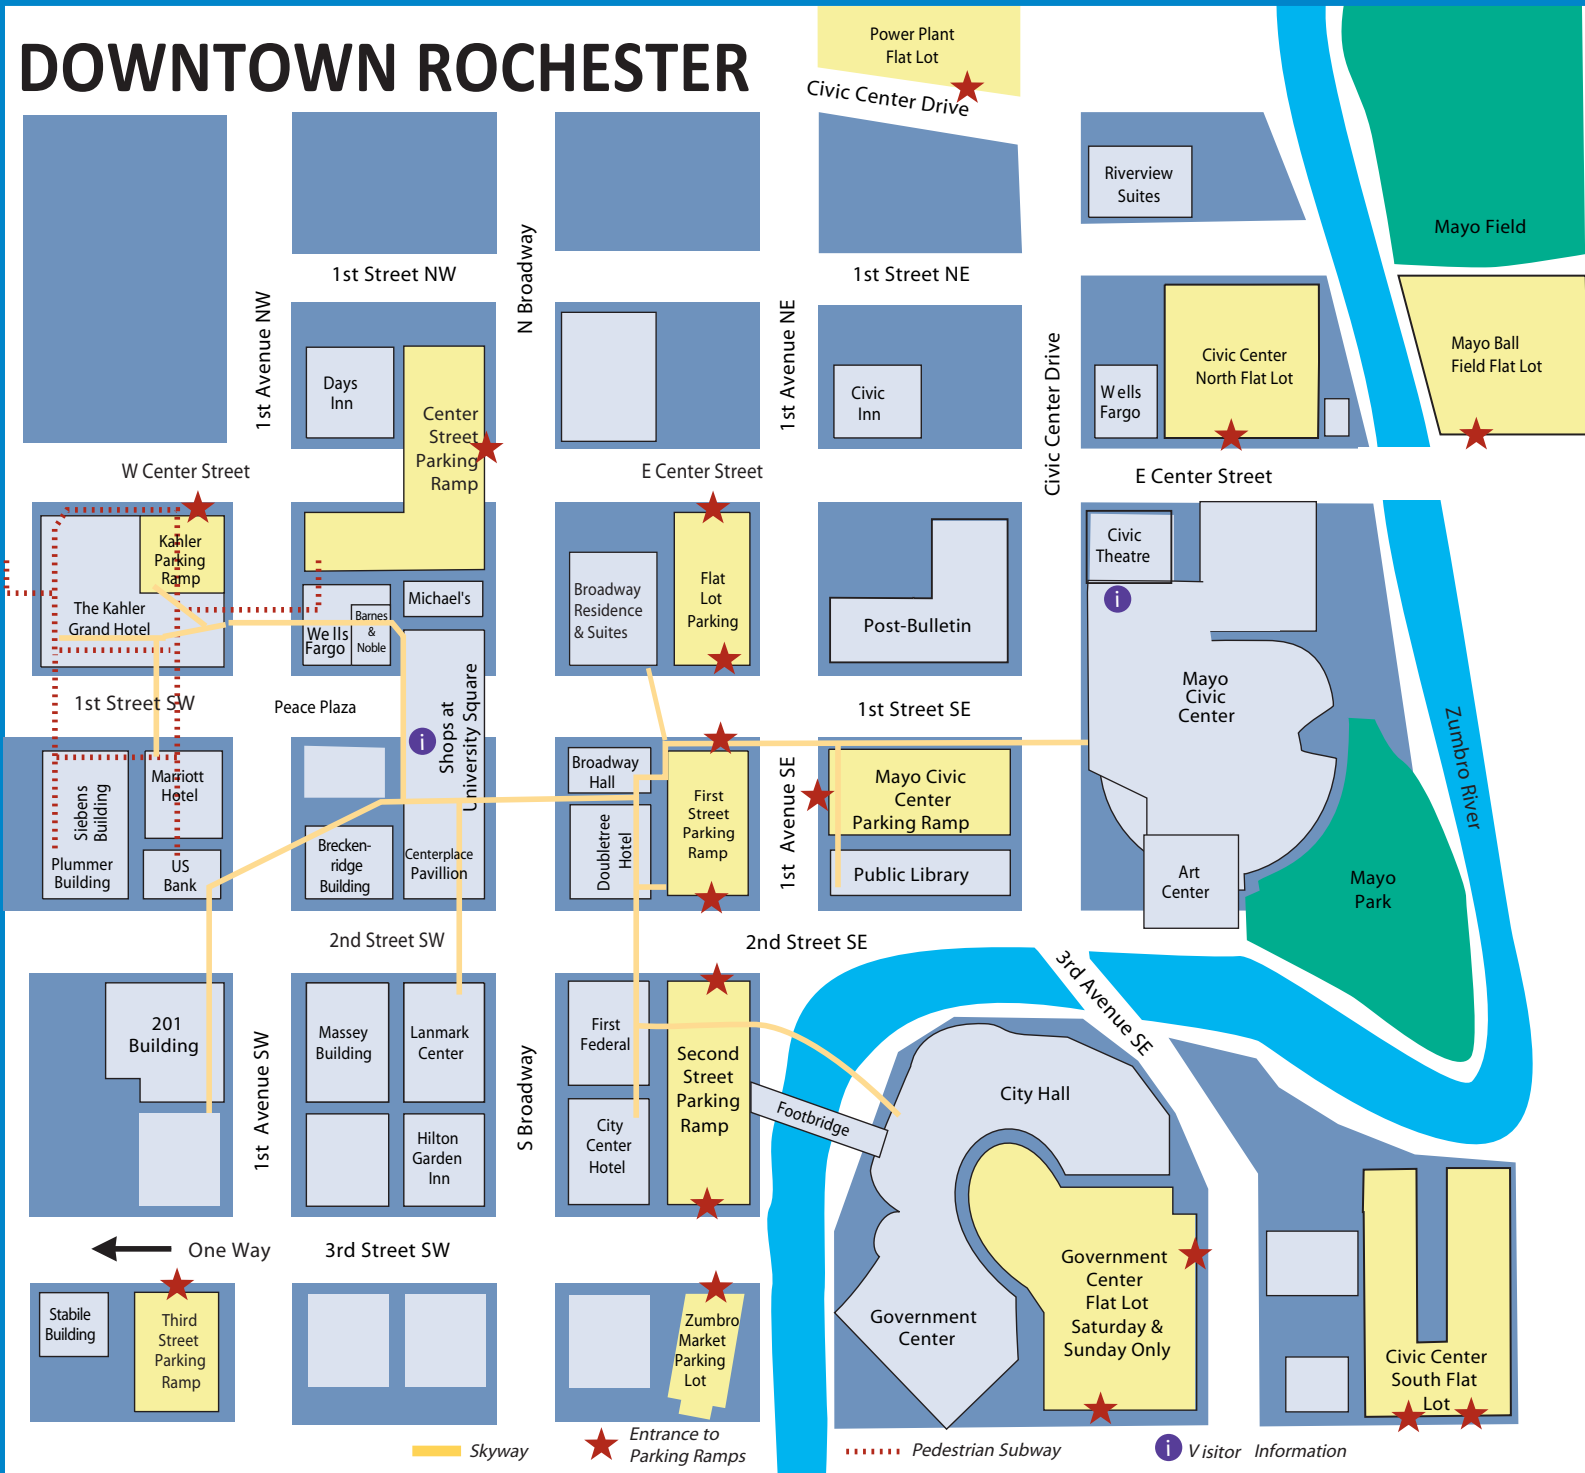 DOWNTOWN ROCHESTER
Power Plant
Flat Lot
Civic Center Drive
Riverview
Suites
Mayo Field
1st Street NW
N Broadway
1st Street NE
1st Avenue NW
1st Avenue NE
Civic Center Drive
Days
Inn
Center
Street
Parking
Ramp
Civic
Inn
Wells
Fargo
Civic Center
North Flat Lot
Mayo Ball
Field Flat Lot
W Center Street
E Center Street
E Center Street
Kahler
Parking
Ramp
The Kahler
Grand Hotel
Wells
Fargo
Barnes
&
Noble
Michael's
Broadway
Residence
& Suites
Flat
Lot
Parking
Post-Bulletin
Civic
Theatre
i
Mayo
Civic
Center
1st Street SW
Peace Plaza
Shops at
University Square
i
1st Street SE
Zumbro River
Siebens
Building
Plummer
Building
Marriott
Hotel
US
Bank
Brecken-
ridge
Building
Centerplace
Pavillion
Broadway
Hall
Doubletree
Hotel
First
Street
Parking
Ramp
1st Avenue SE
Mayo Civic
Center
Parking Ramp
Public Library
Art
Center
Mayo
Park
2nd Street SW
2nd Street SE
3rd Avenue SE
201
Building
1st Avenue SW
Massey
Building
Lanmark
Center
Hilton
Garden
Inn
S Broadway
First
Federal
City
Center
Hotel
Second
Street
Parking
Ramp
Footbridge
City Hall
One Way
3rd Street SW
Stabile
Building
Third
Street
Parking
Ramp
Zumbro
Market
Parking
Lot
Government
Center
Government
Center
Flat Lot
Saturday &
Sunday Only
Civic Center
South Flat
Lot
Skyway
Entrance to
Parking Ramps
Pedestrian Subway
i
Visitor Information